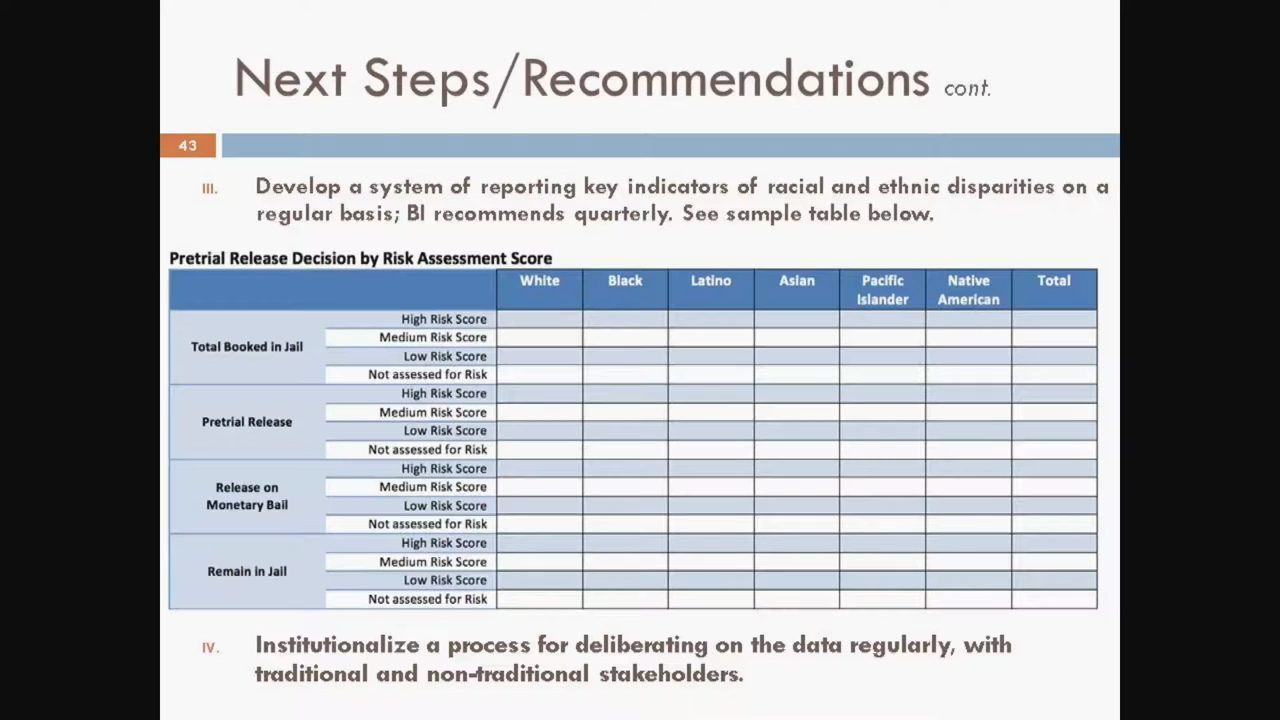 Next Steps/Recommendations cont.
43
III. Develop a system of reporting key indicators of racial and ethnic disparities on a
regular basis; BI recommends quarterly. See sample table below.
Pretrial Release Decision by Risk Assessment Score
White Black Latino Asian Pacific Islander Native American Total
Total Booked in Jail
High Risk Score
Medium Risk Score
Low Risk Score
Not assessed for Risk
Pretrial Release
High Risk Score
Medium Risk Score
Low Risk Score
Not assessed for Risk
Release on
Monetary Bail
High Risk Score
Medium Risk Score
Low Risk Score
Not assessed for Risk
Remain in Jail
High Risk Score
Medium Risk Score
Low Risk Score
Not assessed for Risk
IV. Institutionalize a process for deliberating on the data regularly, with
traditional and non-traditional stakeholders.